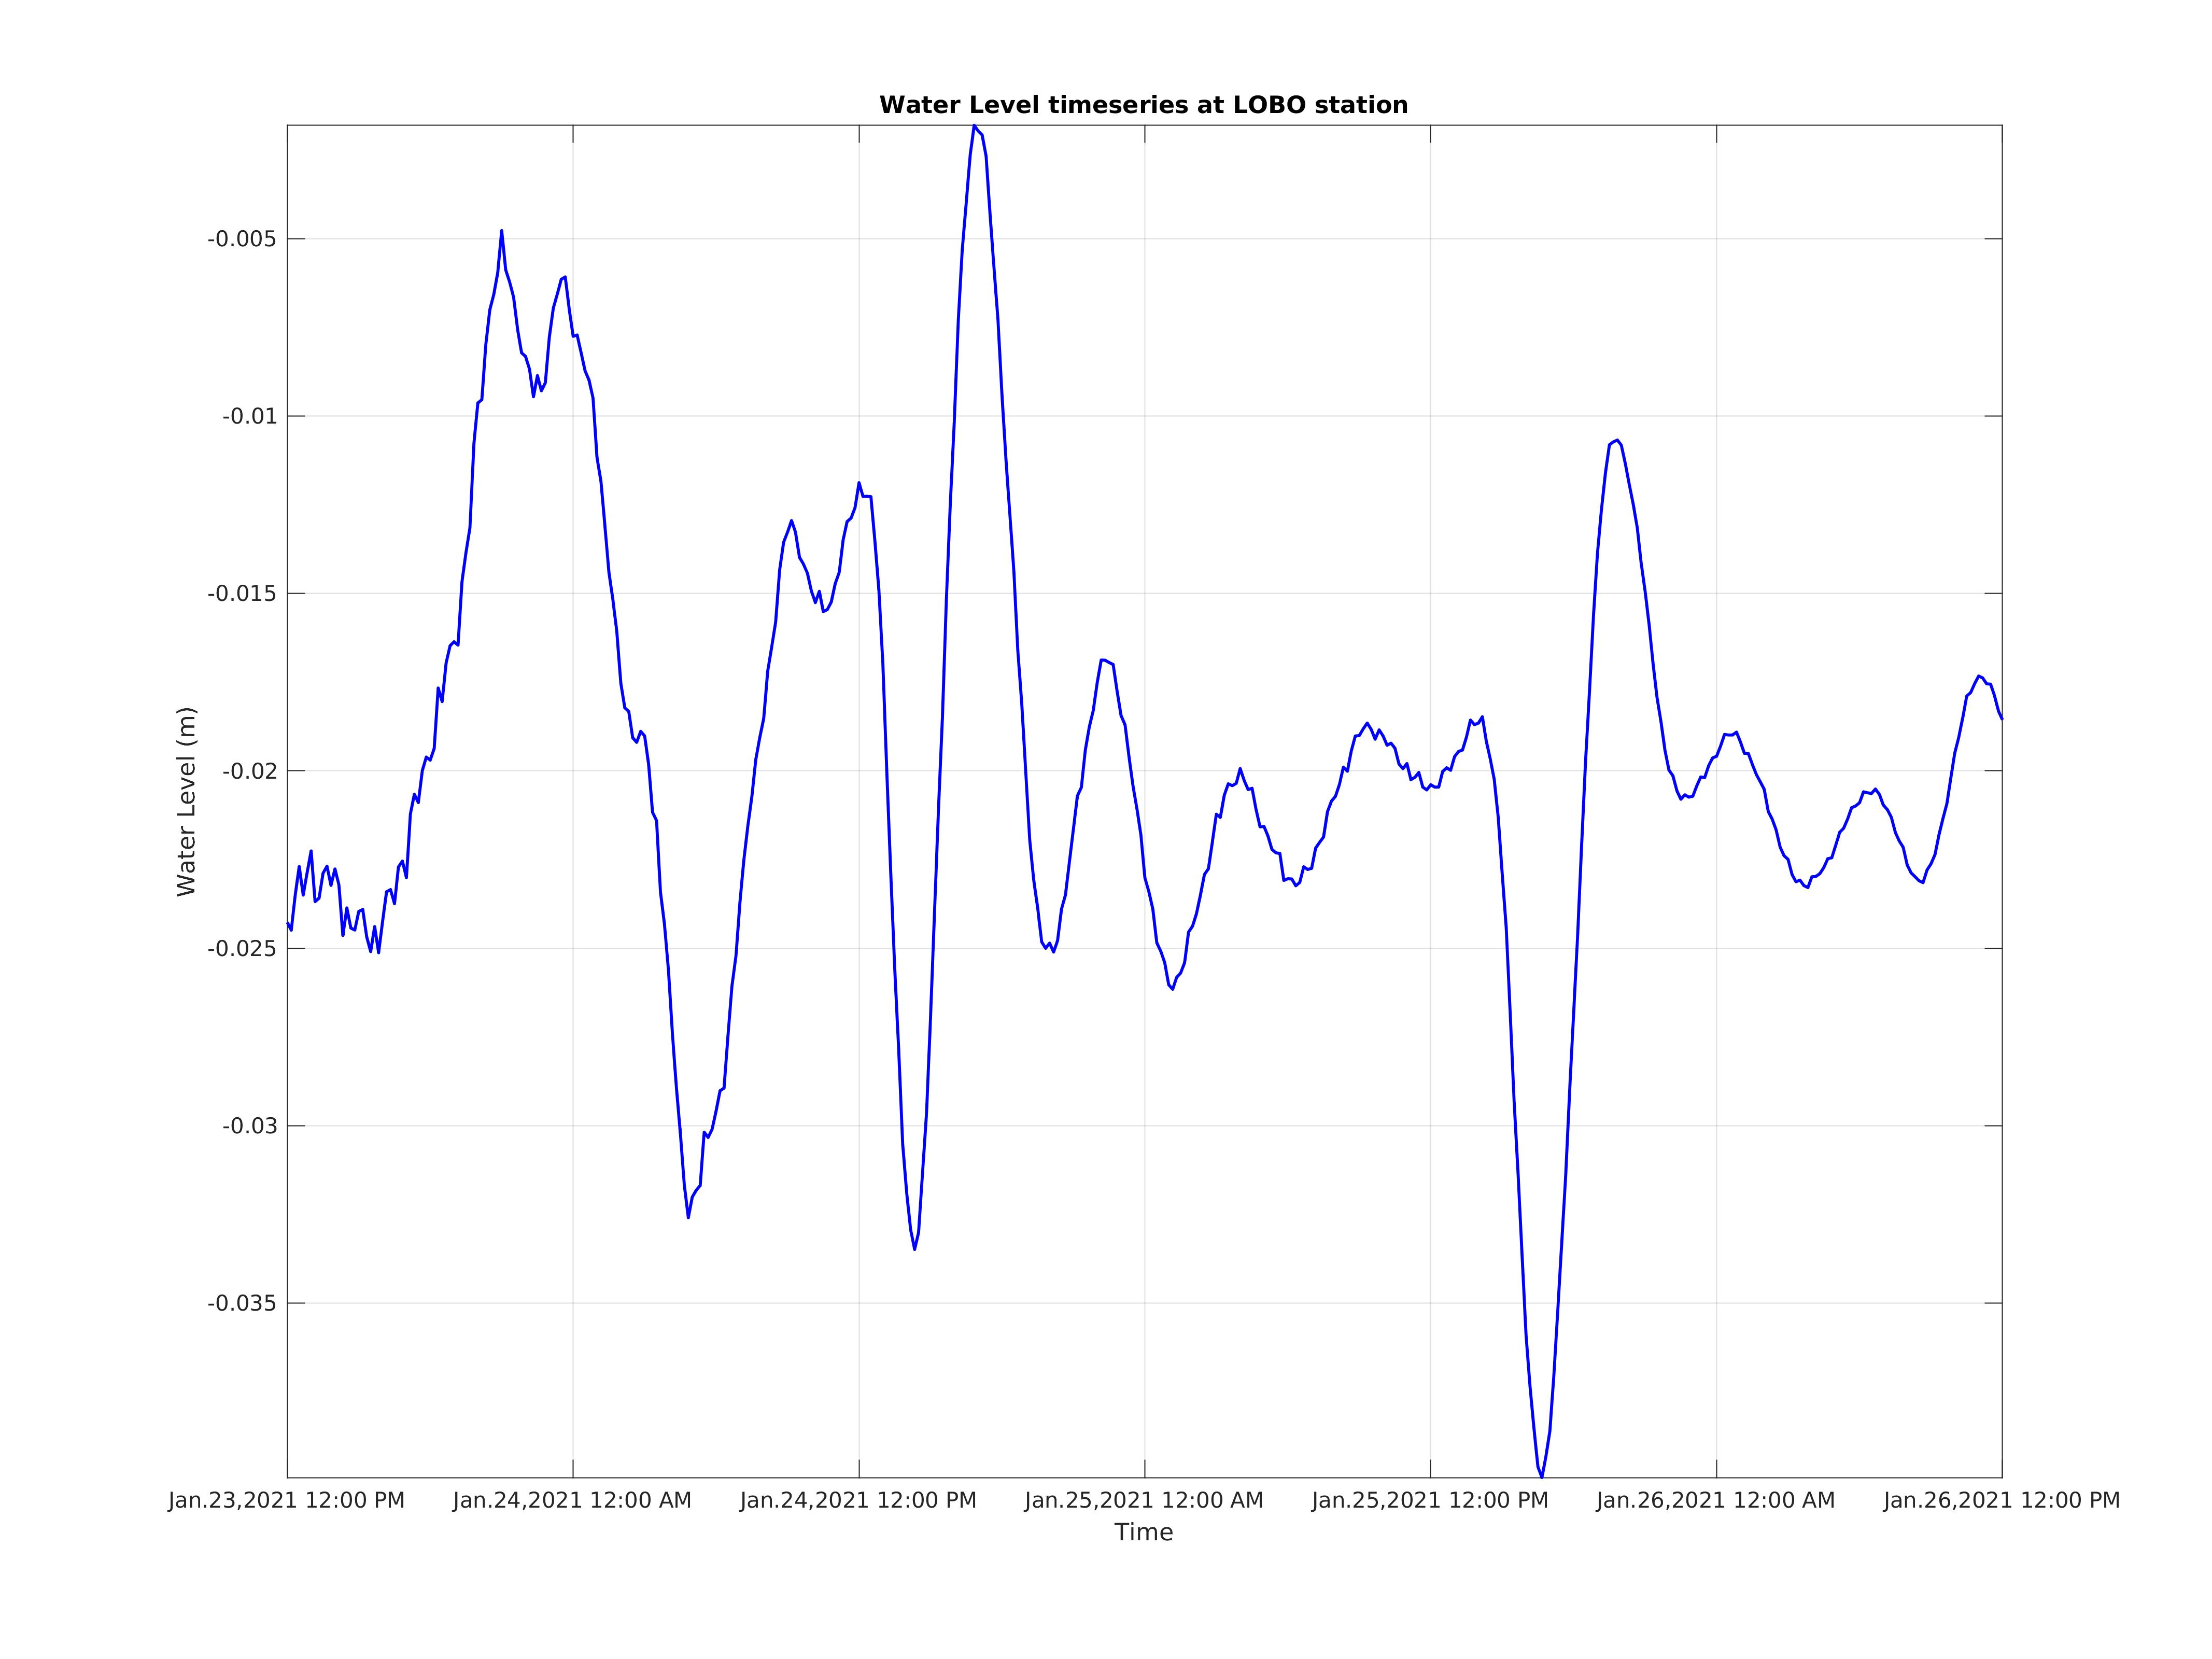 Water Level timeseries at LOBO station
-0.005
-0.01
-0.015
-0.02
-0.025
-0.03
-0.035
Water Level (m)
Jan.23,2021 12:00 PM
Jan.24,2021 12:00 AM
Jan.24,2021 12:00 PM
Jan.25,2021 12:00 AM
Jan.25,2021 12:00 PM
Jan.26,2021 12:00 AM
Jan.26,2021 12:00 PM
Time